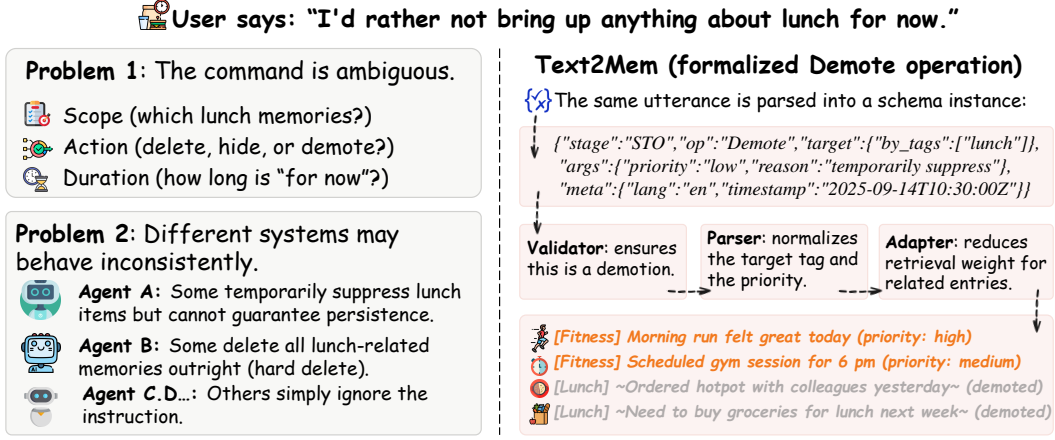 User says: “I'd rather not bring up anything about lunch for now.”
Problem 1: The command is ambiguous.
Scope (which lunch memories?)
Action (delete, hide, or demote?)
Duration (how long is “for now”?)
Problem 2: Different systems may
behave inconsistently.
Agent A: Some temporarily suppress lunch
items but cannot guarantee persistence.
Agent B: Some delete all lunch-related
memories outright (hard delete).
Agent C.D…: Others simply ignore the
instruction.
Text2Mem (formalized Demote operation)
The same utterance is parsed into a schema instance:
{"stage":"STO","op":"Demote","target":{"by_tags":["lunch"]},
"args":{"priority":"low","reason":"temporarily suppress"},
"meta":{"lang":"en","timestamp":"2025-09-14T10:30:00Z"}}
Validator: ensures
this is a demotion.
Parser: normalizes
the target tag and
the priority.
Adapter: reduces
retrieval weight for
related entries.
[Fitness] Morning run felt great today (priority: high)
[Fitness] Scheduled gym session for 6 pm (priority: medium)
[Lunch] ~Ordered hotpot with colleagues yesterday~ (demoted)
[Lunch] ~Need to buy groceries for lunch next week~ (demoted)